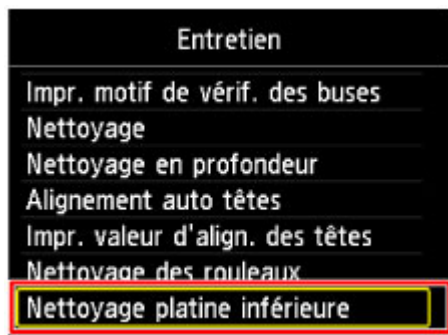 Entretien
Impr. motif de vérif. des buses
Nettoyage
Nettoyage en profondeur
Alignement auto têtes
Impr. valeur d'align. des têtes
Nettoyage des rouleaux
Nettoyage platine inférieure